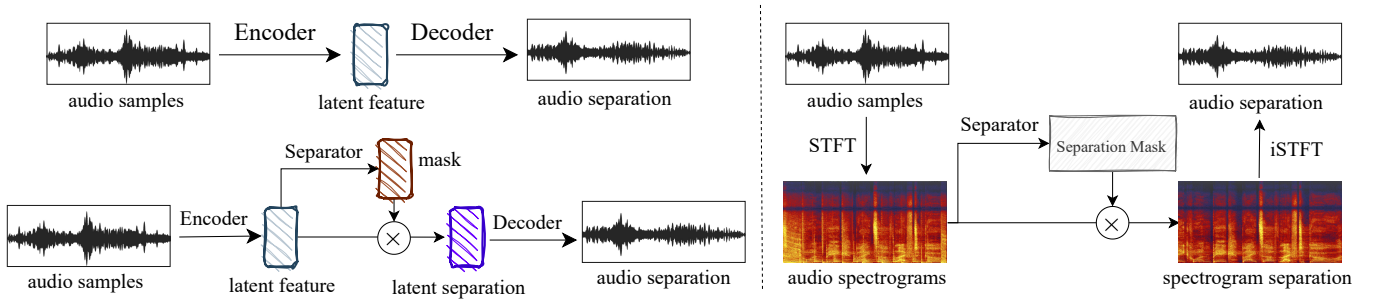 Encoder
Decoder
audio samples
latent feature
audio separation
Separator
mask
Encoder
Decoder
audio samples
latent feature
latent separation
audio separation
audio samples
audio separation
STFT
Separator
Separation Mask
iSTFT
audio spectrograms
spectrogram separation